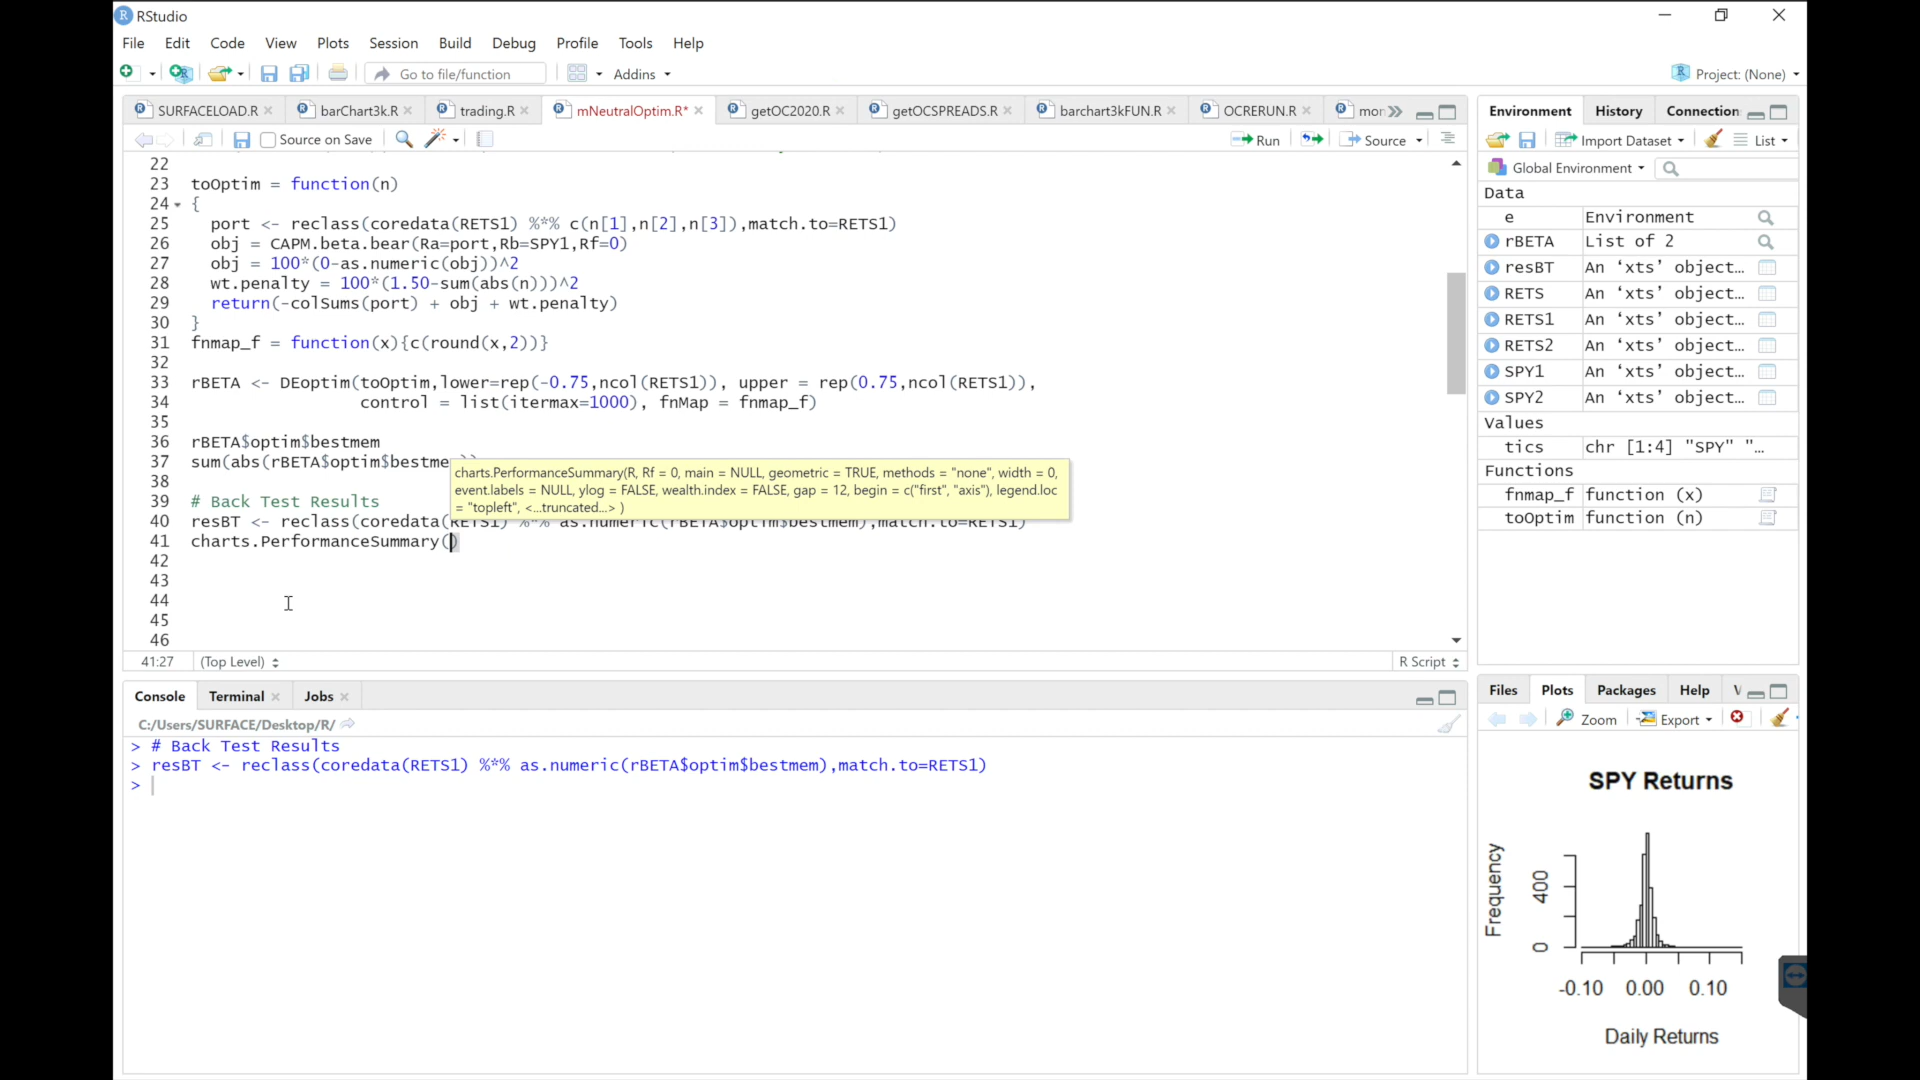 RStudio
File Edit Code View Plots Session Build Debug Profile Tools Help
Go to file/function Addins Project: (None)
SURFACELOAD.R barChart3k.R trading.R mNeutralOptim.R* getOC2020.R getOCSPREADS.R barchart3kFUN.R OCRERUN.R mor
Source on Save Run Source
22
23 toOptim = function(n)
24 {
25 port <- reclass(coredata(RETS1) %*% c(n[1],n[2],n[3]),match.to=RETS1)
26 obj = CAPM.beta.bear(Ra=port,Rb=SPY1,Rf=0)
27 obj = 100*(0-as.numeric(obj))^2
28 wt.penalty = 100*(1.50-sum(abs(n)))^2
29 return(-colSums(port) + obj + wt.penalty)
30 }
31 fnmap_f = function(x){c(round(x,2))}
32
33 rBETA <- DEoptim(toOptim,lower=rep(-0.75,ncol(RETS1)), upper = rep(0.75,ncol(RETS1)),
34 control = list(itermax=1000), fnMap = fnmap_f)
35
36 rBETA$optim$bestmem
37 sum(abs(rBETA$optim$bestme
charts.PerformanceSummary(R, Rf = 0, main = NULL, geometric = TRUE, methods = "none", width = 0,
event.labels = NULL, ylog = FALSE, wealth.index = FALSE, gap = 12, begin = c("first", "axis"), legend.loc
= "topleft", <...truncated...> )
38
39 # Back Test Results
40 resBT <- reclass(coredata(RETS1) %*% as.numeric(rBETA$optim$bestmem),match.to=RETS1)
41 charts.PerformanceSummary()
42
43
44
45
46
41:27 (Top Level) R Script
Console Terminal Jobs
C:/Users/SURFACE/Desktop/R/
> # Back Test Results
> resBT <- reclass(coredata(RETS1) %*% as.numeric(rBETA$optim$bestmem),match.to=RETS1)
>
Environment History Connection
Import Dataset List
Global Environment
Data
e Environment
rBETA List of 2
resBT An ‘xts’ object…
RETS An ‘xts’ object…
RETS1 An ‘xts’ object…
RETS2 An ‘xts’ object…
SPY1 An ‘xts’ object…
SPY2 An ‘xts’ object…
Values
tics chr [1:4] "SPY" "…
Functions
fnmap_f function (x)
toOptim function (n)
Files Plots Packages Help V
Zoom Export
SPY Returns
Frequency
400
0
-0.10 0.00 0.10
Daily Returns